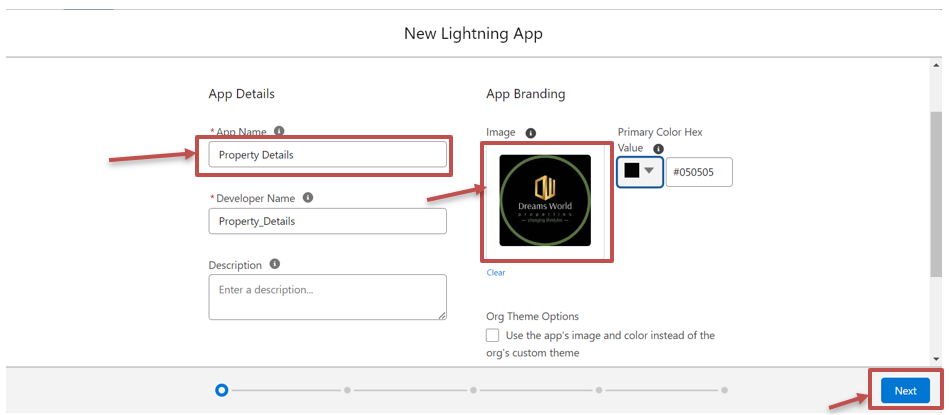 New Lightning App
App Details
App Branding
*App Name
Property Details
*Developer Name
Property_Details
Description
Enter a description...
Image
Dreams World
properties
changing lifestyles
Clear
Primary Color Hex
Value
#050505
Org Theme Options
Use the app's image and color instead of the
org's custom theme
Next